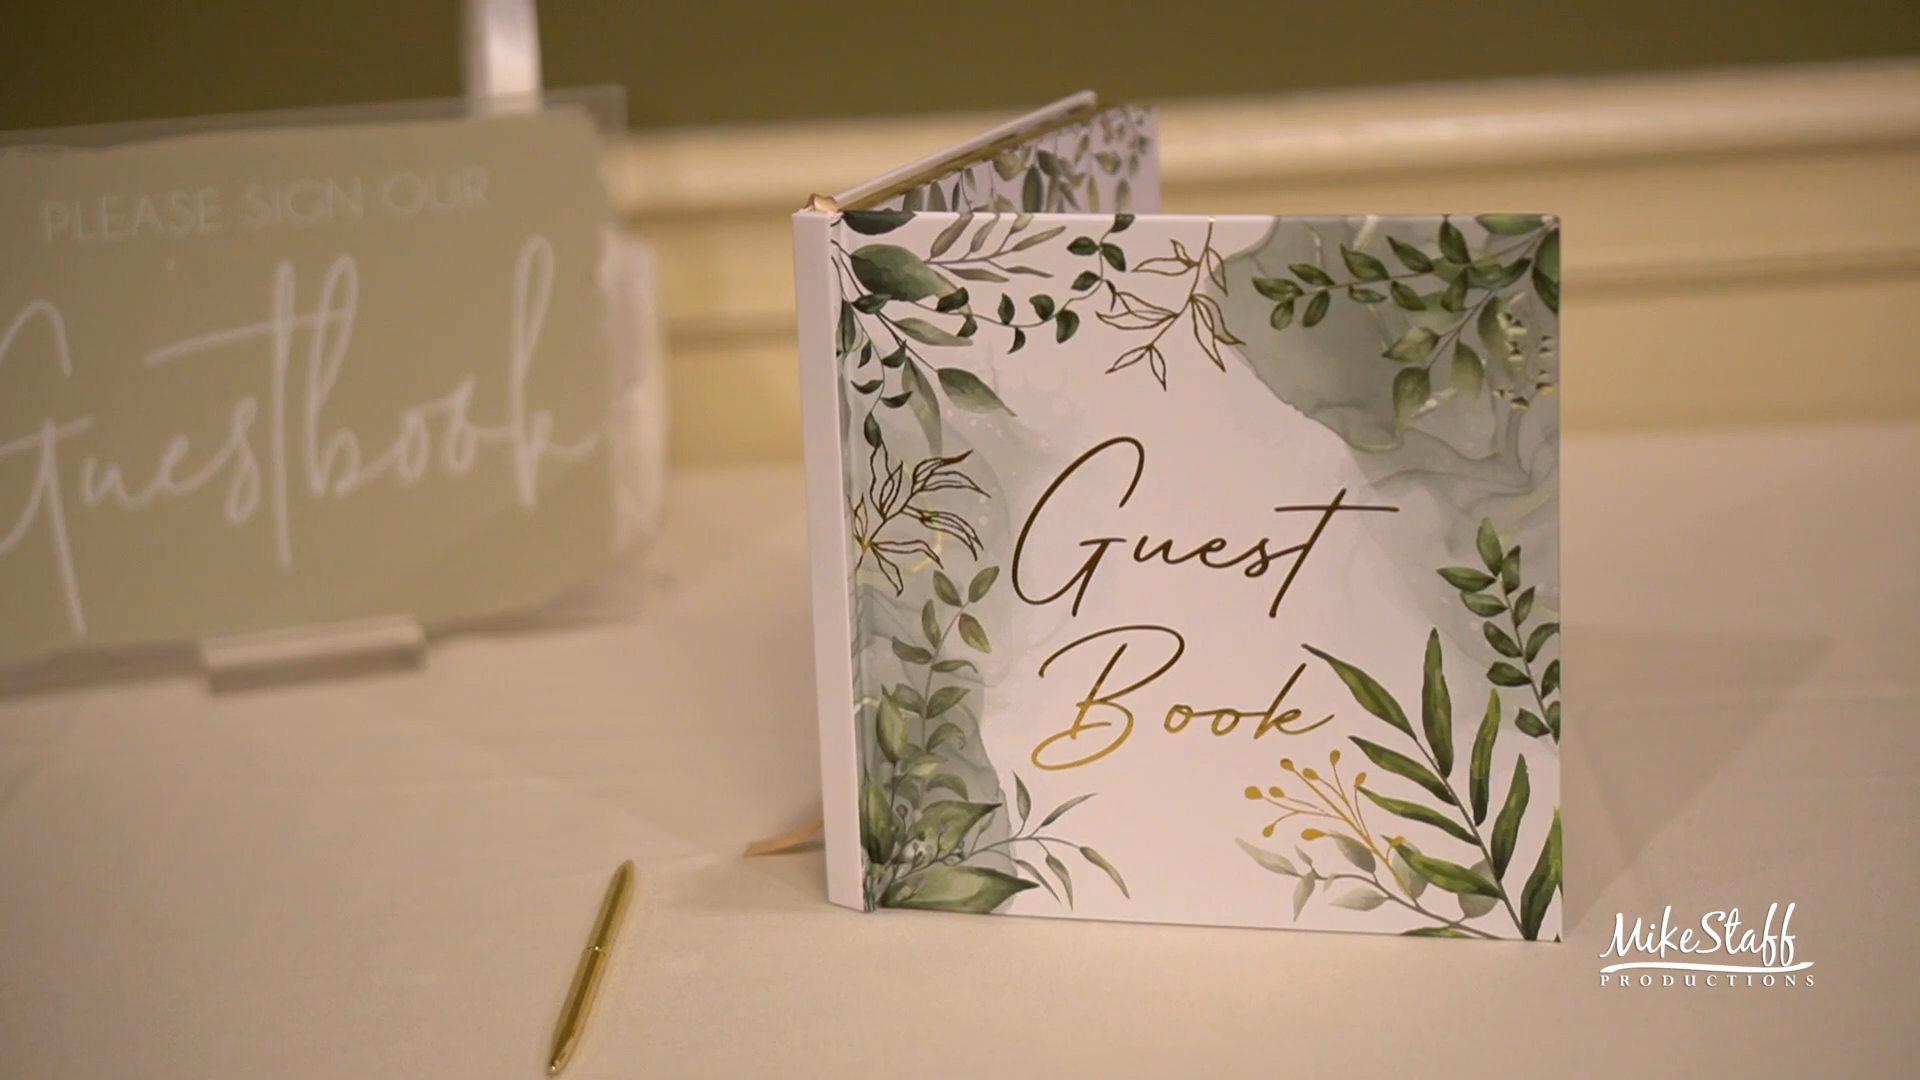 PLEASE SIGN OUR
Guestbook
Guest
Book
MikeStaff
PRODUCTIONS